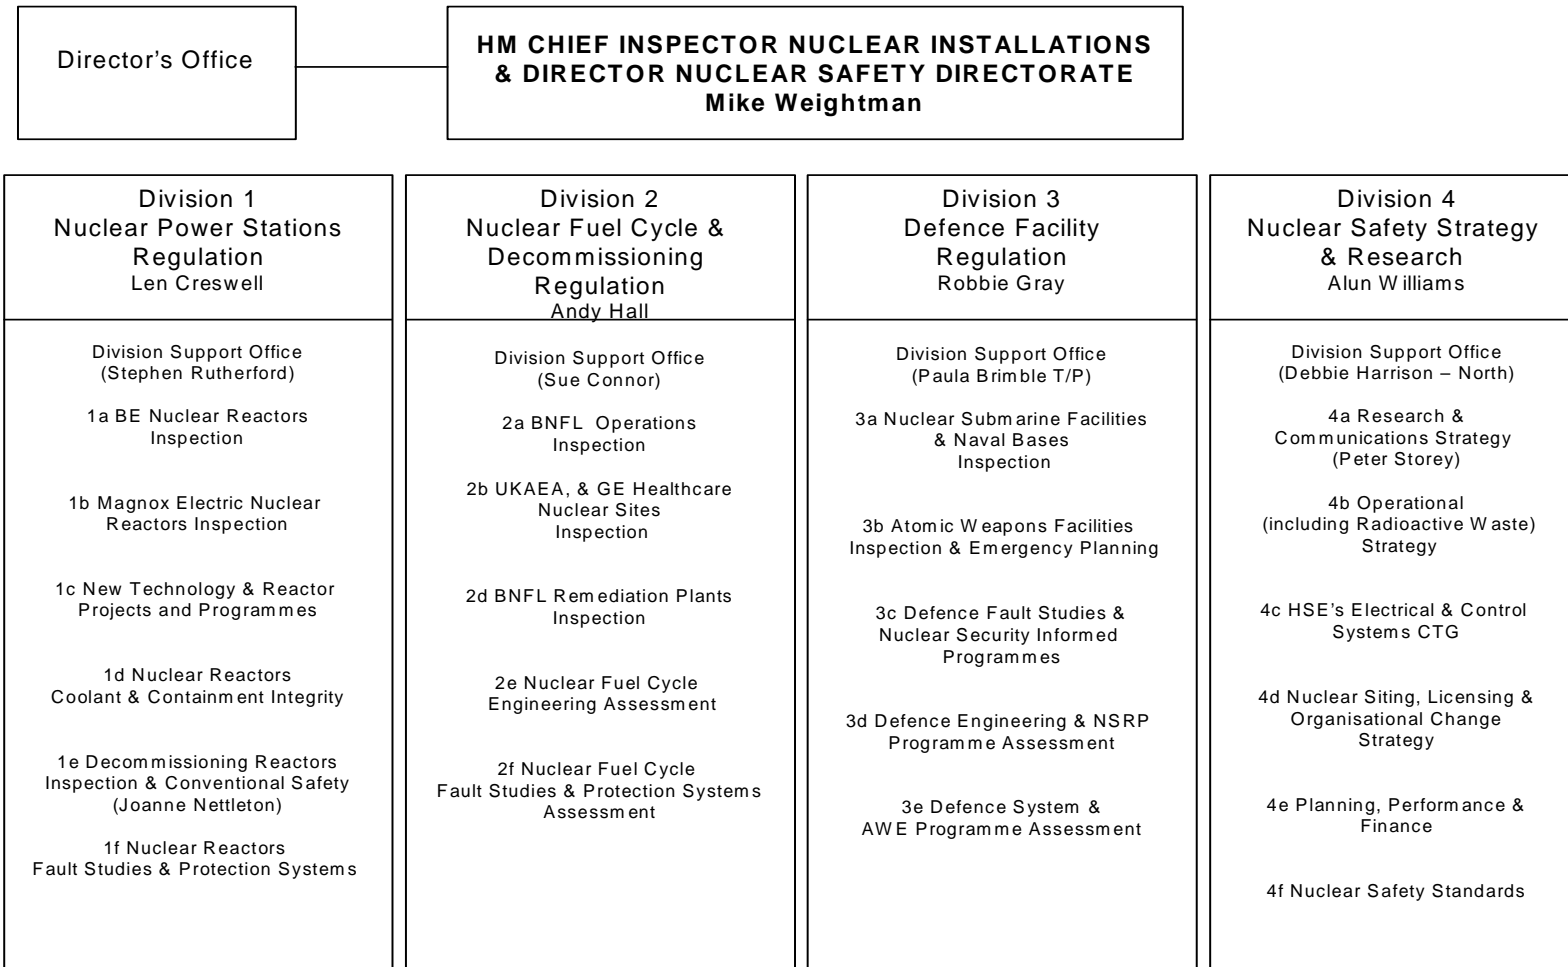 Director’s Office
HM CHIEF INSPECTOR NUCLEAR INSTALLATIONS
& DIRECTOR NUCLEAR SAFETY DIRECTORATE
Mike Weightman
Division 1
Nuclear Power Stations
Regulation
Len Creswell
Division Support Office
(Stephen Rutherford)
1a BE Nuclear Reactors
Inspection
1b Magnox Electric Nuclear
Reactors Inspection
1c New Technology & Reactor
Projects and Programmes
1d Nuclear Reactors
Coolant & Containment Integrity
1e Decommissioning Reactors
Inspection & Conventional Safety
(Joanne Nettleton)
1f Nuclear Reactors
Fault Studies & Protection Systems
Division 2
Nuclear Fuel Cycle &
Decommissioning
Regulation
Andy Hall
Division Support Office
(Sue Connor)
2a BNFL Operations
Inspection
2b UKAEA, & GE Healthcare
Nuclear Sites
Inspection
2d BNFL Remediation Plants
Inspection
2e Nuclear Fuel Cycle
Engineering Assessment
2f Nuclear Fuel Cycle
Fault Studies & Protection Systems
Assessment
Division 3
Defence Facility
Regulation
Robbie Gray
Division Support Office
(Paula Brimble T/P)
3a Nuclear Submarine Facilities
& Naval Bases
Inspection
3b Atomic Weapons Facilities
Inspection & Emergency Planning
3c Defence Fault Studies &
Nuclear Security Informed
Programmes
3d Defence Engineering & NSRP
Programme Assessment
3e Defence System &
AWE Programme Assessment
Division 4
Nuclear Safety Strategy
& Research
Alun Williams
Division Support Office
(Debbie Harrison – North)
4a Research &
Communications Strategy
(Peter Storey)
4b Operational
(including Radioactive Waste)
Strategy
4c HSE’s Electrical & Control
Systems CTG
4d Nuclear Siting, Licensing &
Organisational Change
Strategy
4e Planning, Performance &
Finance
4f Nuclear Safety Standards